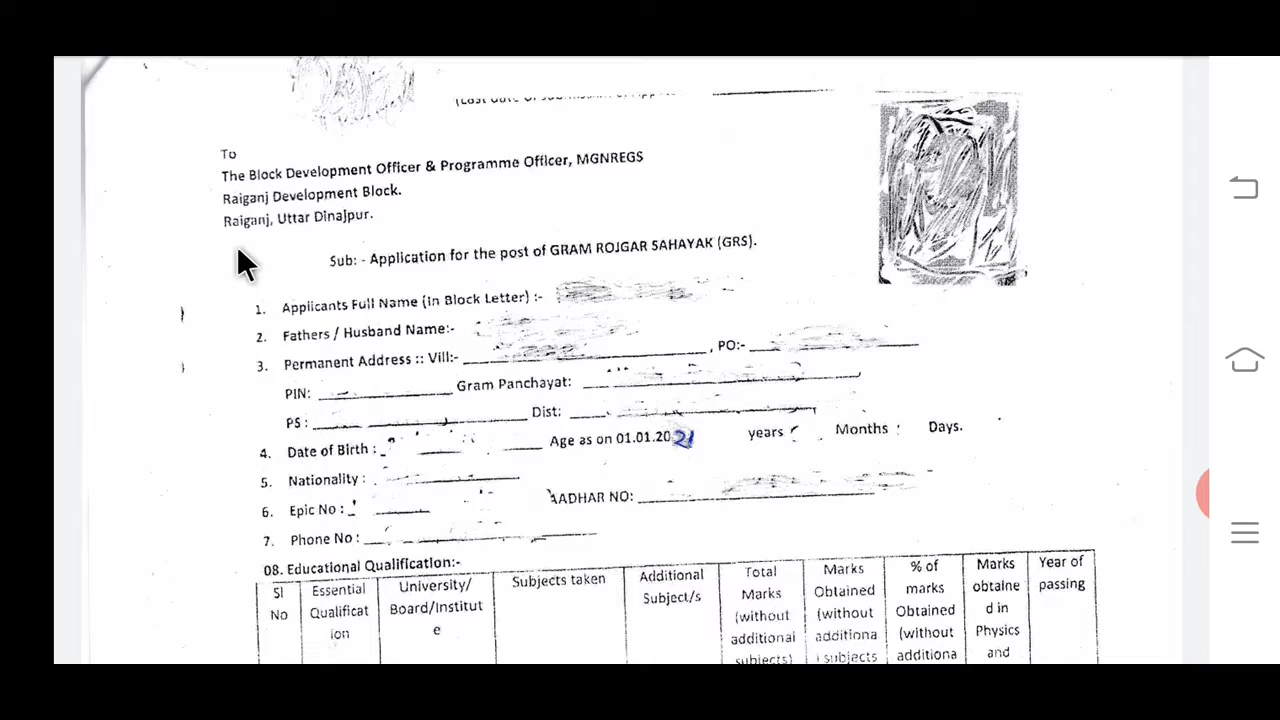 To
The Block Development Officer & Programme Officer, MGNREGS
Raiganj Development Block.
Raiganj, Uttar Dinajpur.
Sub: - Application for the post of GRAM ROJGAR SAHAYAK (GRS).
1. Applicants Full Name (in Block Letter) :-
2. Fathers / Husband Name:-
3. Permanent Address :: Vill:- , PO:-
PIN: Gram Panchayat:
PS : Dist:
4. Date of Birth : Age as on 01.01.2021 years Months Days.
5. Nationality :
6. Epic No : AADHAR NO:
7. Phone No :
08. Educational Qualification:-
Sl No
Essential Qualificat ion
University/ Board/Institut e
Subjects taken
Additional Subject/s
Total Marks (without additional subjects)
Marks Obtained (without additiona l subjects
% of marks Obtained (without additiona
Marks obtaine d in Physics and
Year of passing